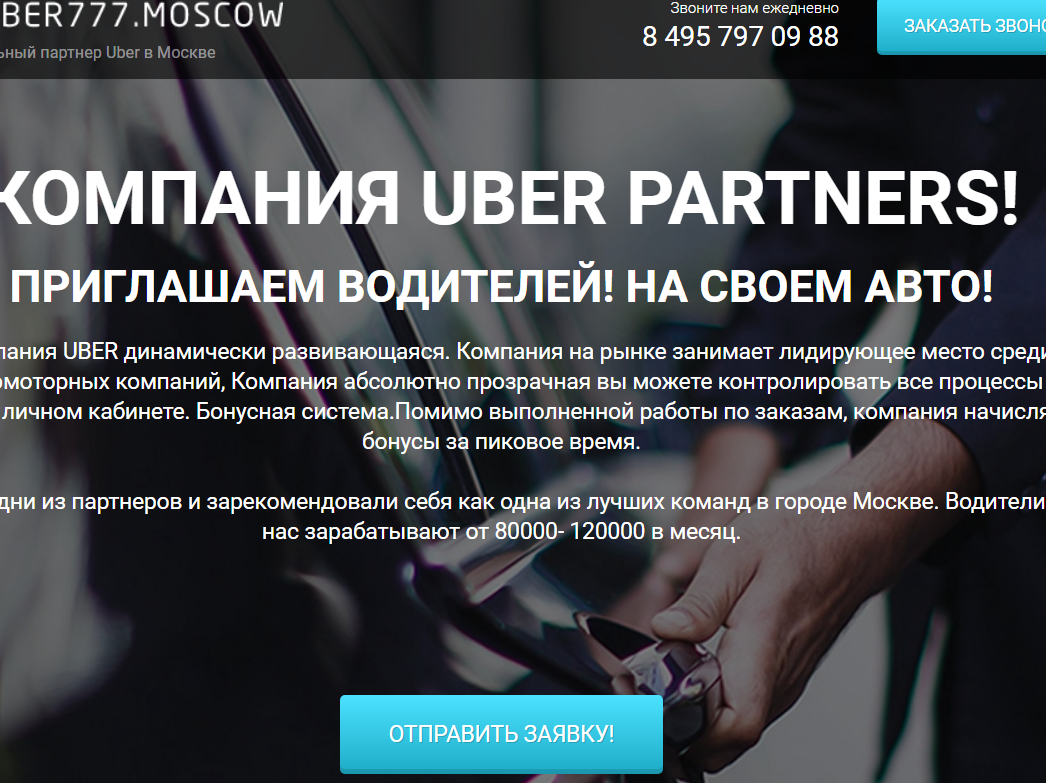 BER777.MOSCOW
Звоните нам ежедневно
8 495 797 09 88
ЗАКАЗАТЬ ЗВОНО
ьный партнер Uber в Москве
КОМПАНИЯ UBER PARTNERS!
ПРИГЛАШАЕМ ВОДИТЕЛЕЙ! НА СВОЕМ АВТО!
пания UBER динамически развивающаяся. Компания на рынке занимает лидирующее место среди
омоторных компаний, Компания абсолютно прозрачная вы можете контролировать все процессы
личном кабинете. Бонусная система.Помимо выполненной работы по заказам, компания начисля
бонусы за пиковое время.
дни из партнеров и зарекомендовали себя как одна из лучших команд в городе Москве. Водители
нас зарабатывают от 80000- 120000 в месяц.
ОТПРАВИТЬ ЗАЯВКУ!